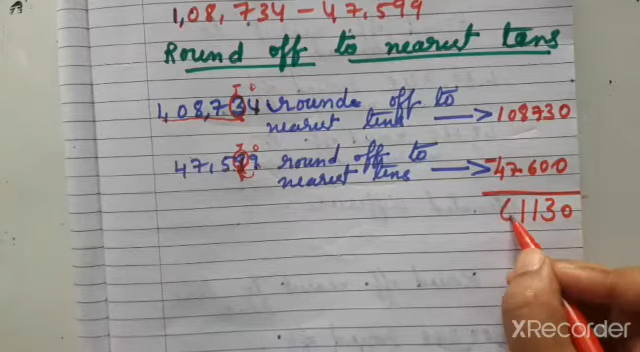 1,08,734 - 47,599
Round off to nearest tens
T O
1,08,734 rounde off to
nearest tens → 108730
T O
47,599 round off to
nearest tens → -47600
61130
XRecorder